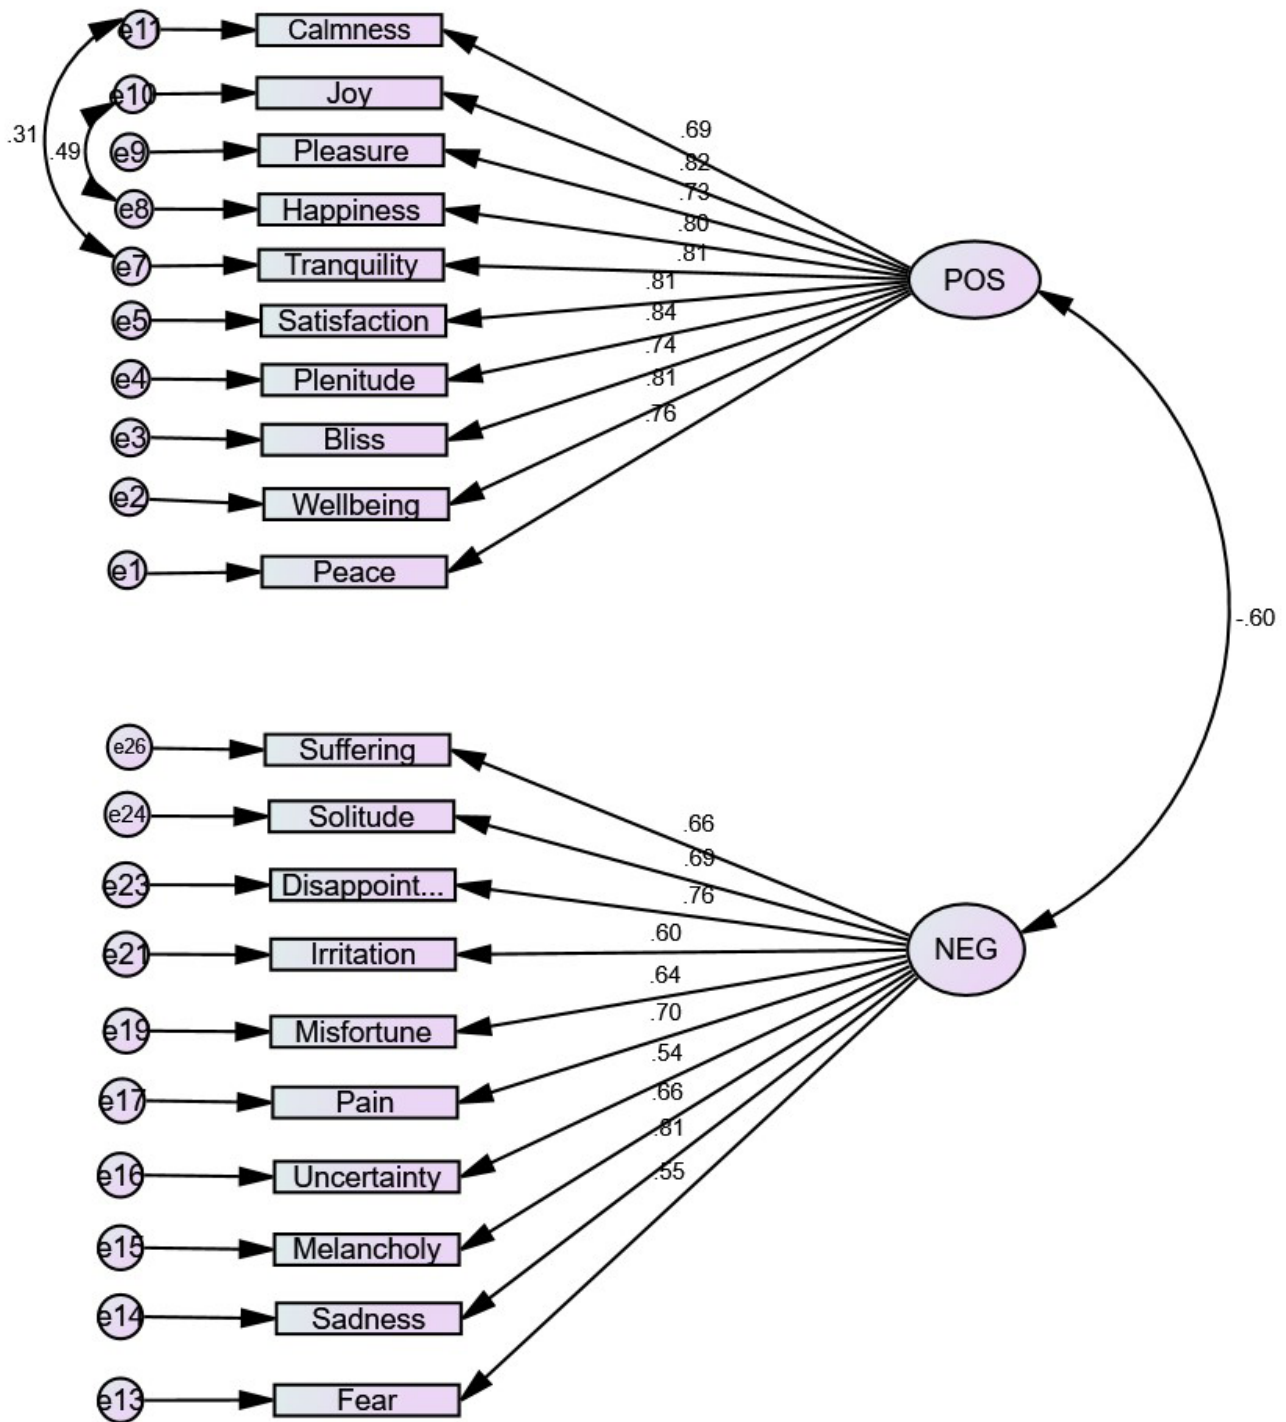 e11 Calmness
e10 Joy
.69
.31
.49
e9 Pleasure
.82
e8 Happiness
.73
.80
e7 Tranquility
.81
POS
.81
e5 Satisfaction
.84
.74
e4 Plenitude
.81
.76
e3 Bliss
e2 Wellbeing
e1 Peace
-.60
e26 Suffering
e24 Solitude
.66
.69
e23 Disappoint...
.76
.60
e21 Irritation
NEG
.64
.70
e19 Misfortune
.54
.66
e17 Pain
.81
.55
e16 Uncertainty
e15 Melancholy
e14 Sadness
e13 Fear